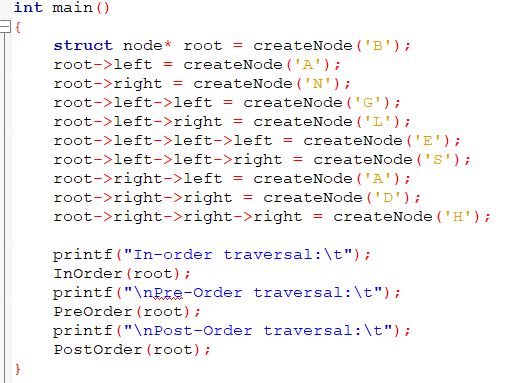 int main()
{
struct node* root = createNode('B');
root->left = createNode('A');
root->right = createNode('N');
root->left->left = createNode('G');
root->left->right = createNode('L');
root->left->left->left = createNode('E');
root->left->left->right = createNode('S');
root->right->left = createNode('A');
root->right->right = createNode('D');
root->right->right->right = createNode('H');
printf("In-order traversal:\t");
InOrder(root);
printf("\nPre-Order traversal:\t");
PreOrder(root);
printf("\nPost-Order traversal:\t");
PostOrder(root);
}